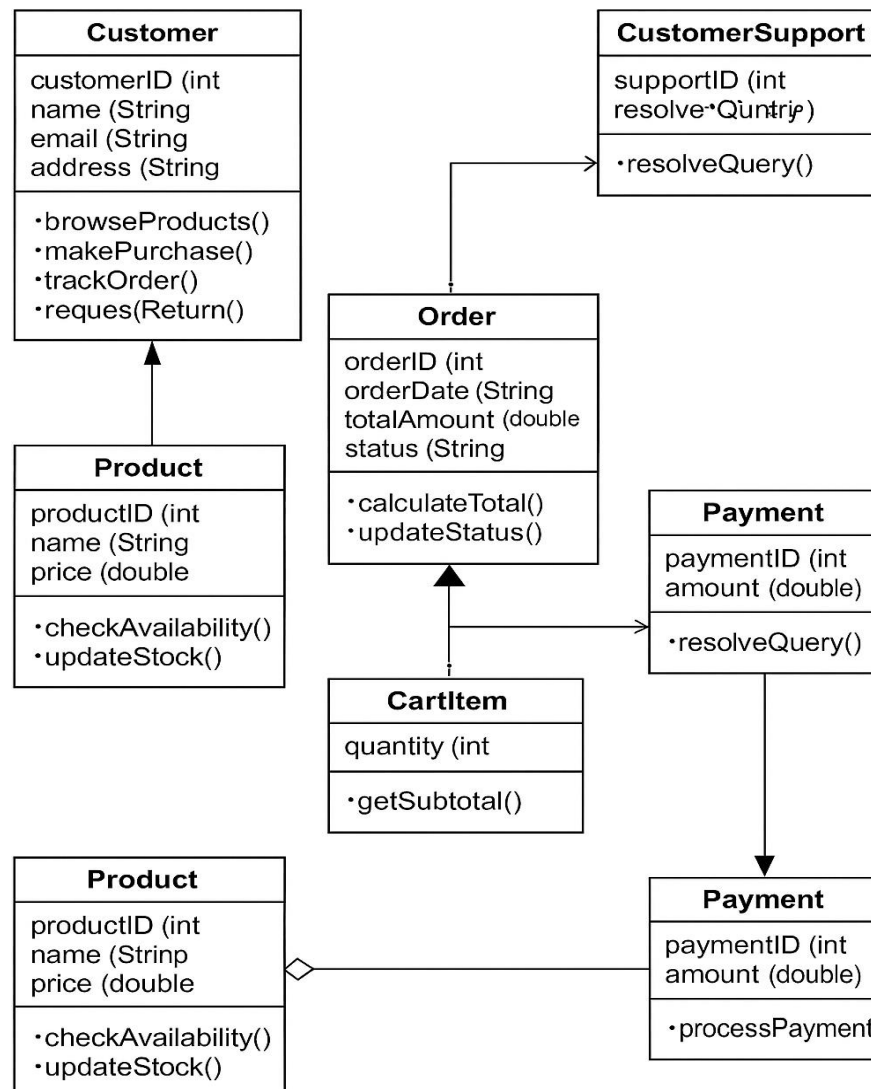 Customer
customerID (int
name (String
email (String
address (String
·browseProducts()
·makePurchase()
·trackOrder()
·reques(Return()
CustomerSupport
supportID (int
resolve
·resolveQuery()
Order
orderID (int
orderDate (String
totalAmount (double
status (String
·calculateTotal()
·updateStatus()
Product
productID (int
name (String
price (double
·checkAvailability()
·updateStock()
Payment
paymentID (int
amount (double)
·resolveQuery()
CartItem
quantity (int
·getSubtotal()
Product
productID (int
name (Strinp
price (double
·checkAvailability()
·updateStock()
Payment
paymentID (int
amount (double)
·processPayment